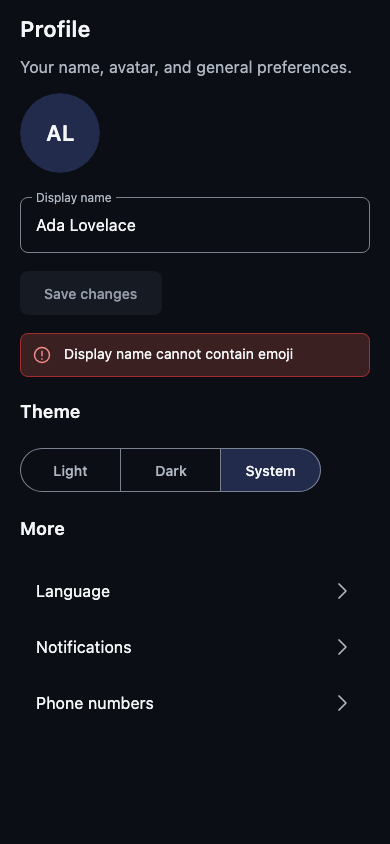 Profile
Your name, avatar, and general preferences.
AL
Display name
Ada Lovelace
Save changes
Display name cannot contain emoji
Theme
Light Dark System
More
Language
Notifications
Phone numbers